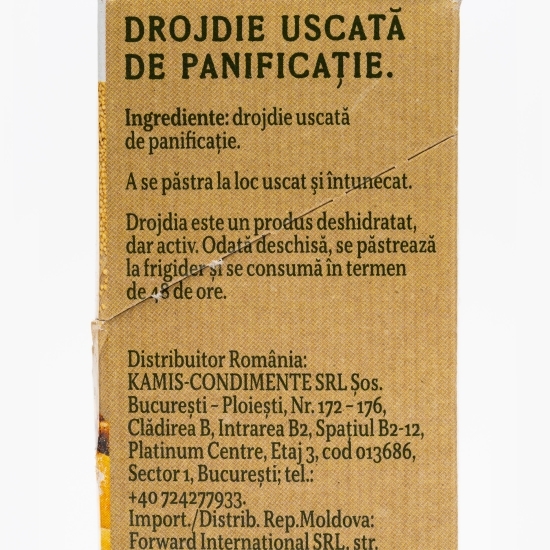 DROJDIE USCATĂ
DE PANIFICAȚIE.
Ingrediente: drojdie uscată
de panificație.
A se păstra la loc uscat și întunecat.
Drojdia este un produs deshidratat,
dar activ. Odată deschisă, se păstrează
la frigider și se consumă în termen
de 48 de ore.
Distribuitor România:
KAMIS-CONDIMENTE SRL Șos.
București – Ploiești, Nr. 172 – 176,
Clădirea B, Intrarea B2, Spațiul B2-12,
Platinum Centre, Etaj 3, cod 013686,
Sector 1, București; tel.:
+40 724277933.
Import./Distrib. Rep.Moldova:
Forward International SRL, str.